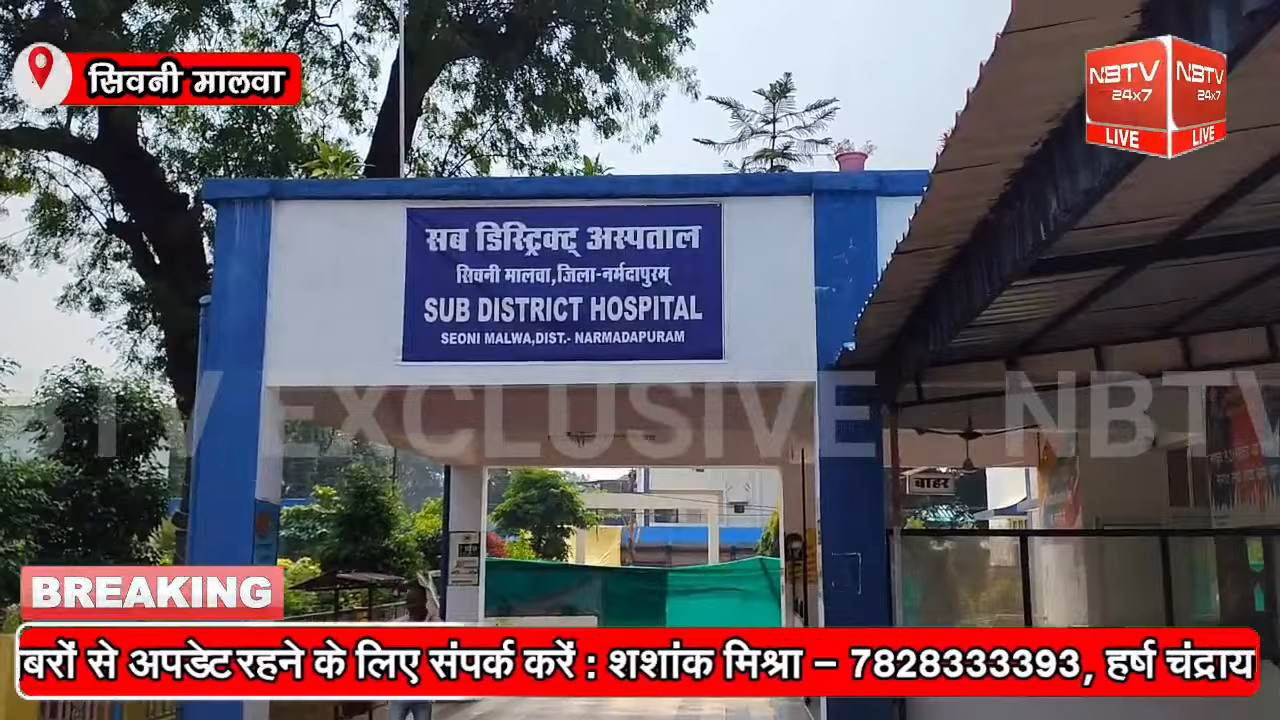 सिवनी मालवा
NBTV
24x7
LIVE
NBTV
24x7
LIVE
सब डिस्ट्रिक्ट् अस्पताल
सिवनी मालवा,जिला-नर्मदापुरम्
SUB DISTRICT HOSPITAL
SEONI MALWA,DIST.- NARMADAPURAM
BTV EXCLUSIVE NBTV
बाहर
BREAKING
बरों से अपडेट रहने के लिए संपर्क करें : शशांक मिश्रा – 7828333393, हर्ष चंद्राय